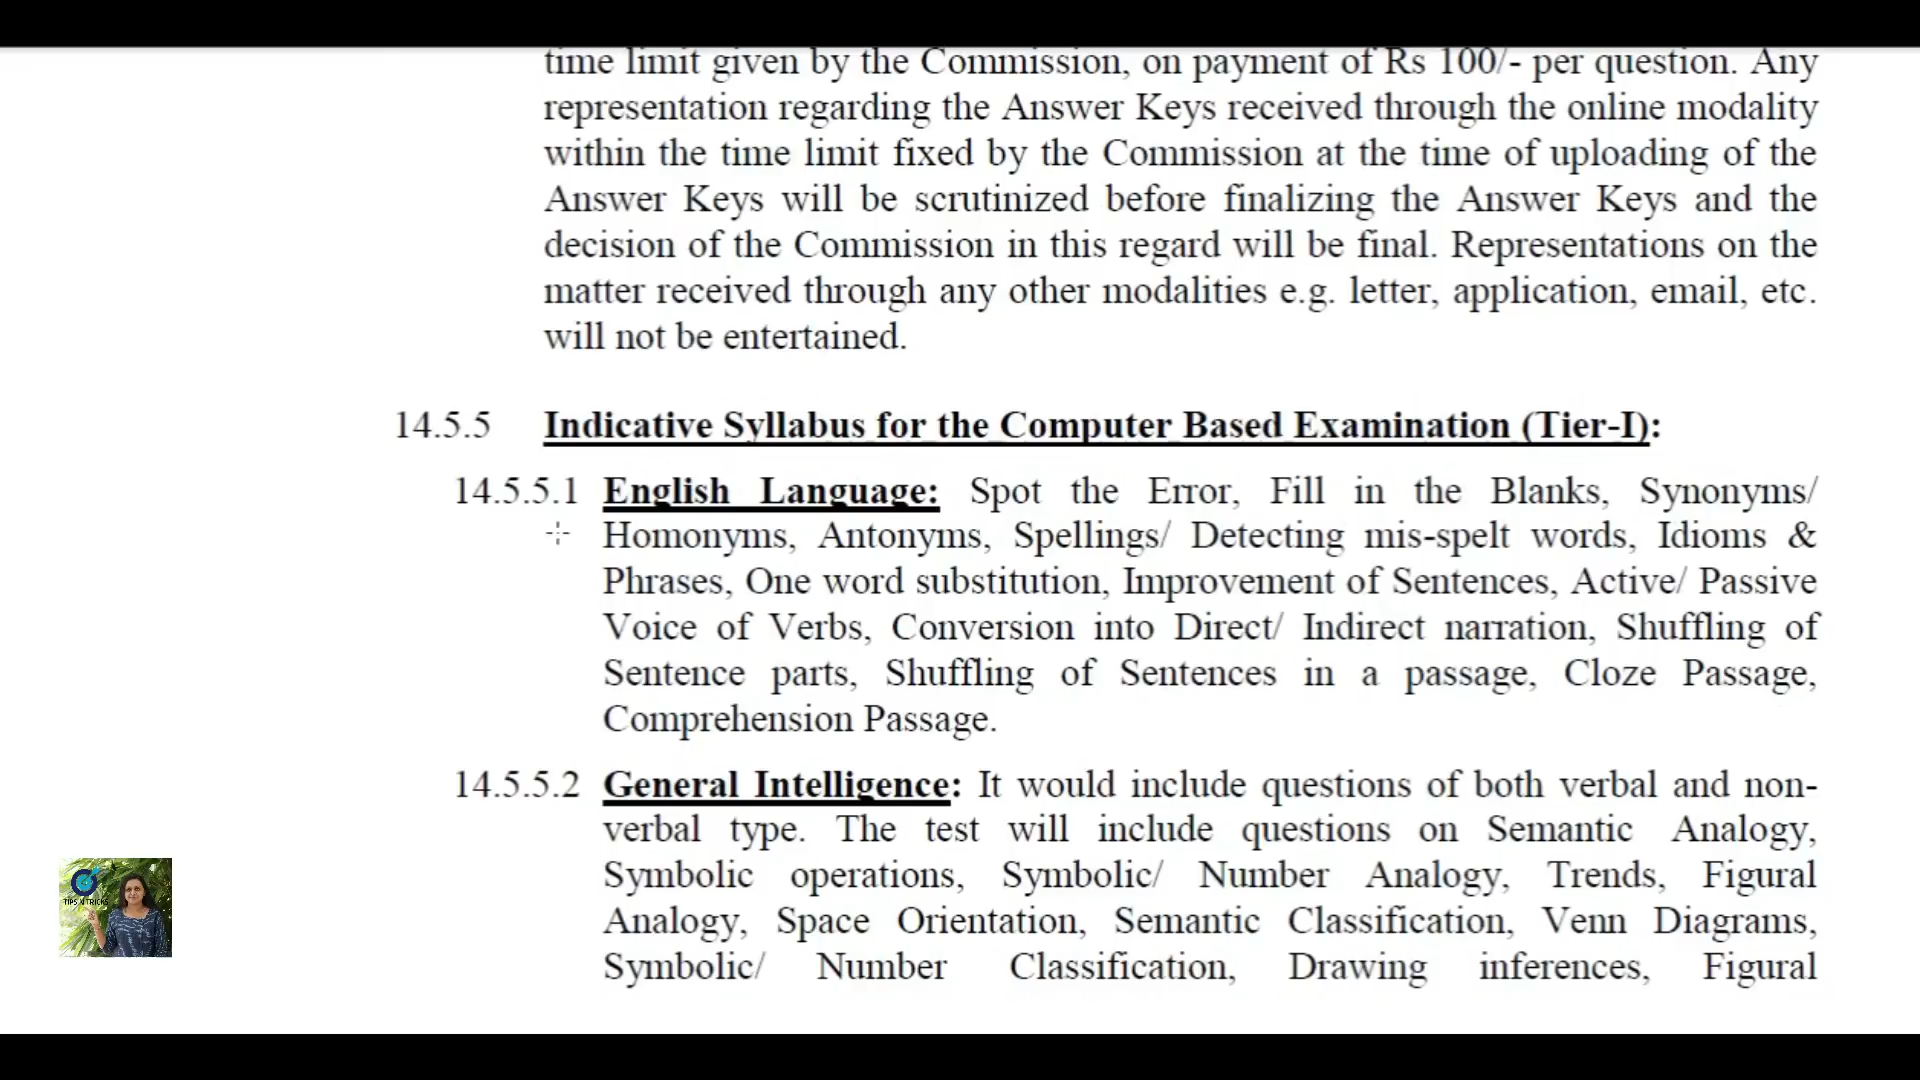 time limit given by the Commission, on payment of Rs 100/- per question. Any
representation regarding the Answer Keys received through the online modality
within the time limit fixed by the Commission at the time of uploading of the
Answer Keys will be scrutinized before finalizing the Answer Keys and the
decision of the Commission in this regard will be final. Representations on the
matter received through any other modalities e.g. letter, application, email, etc.
will not be entertained.
14.5.5 Indicative Syllabus for the Computer Based Examination (Tier-I):
14.5.5.1 English Language: Spot the Error, Fill in the Blanks, Synonyms/
Homonyms, Antonyms, Spellings/ Detecting mis-spelt words, Idioms &
Phrases, One word substitution, Improvement of Sentences, Active/ Passive
Voice of Verbs, Conversion into Direct/ Indirect narration, Shuffling of
Sentence parts, Shuffling of Sentences in a passage, Cloze Passage,
Comprehension Passage.
14.5.5.2 General Intelligence: It would include questions of both verbal and non-
verbal type. The test will include questions on Semantic Analogy,
Symbolic operations, Symbolic/ Number Analogy, Trends, Figural
Analogy, Space Orientation, Semantic Classification, Venn Diagrams,
Symbolic/ Number Classification, Drawing inferences, Figural
TIPS N TRICKS